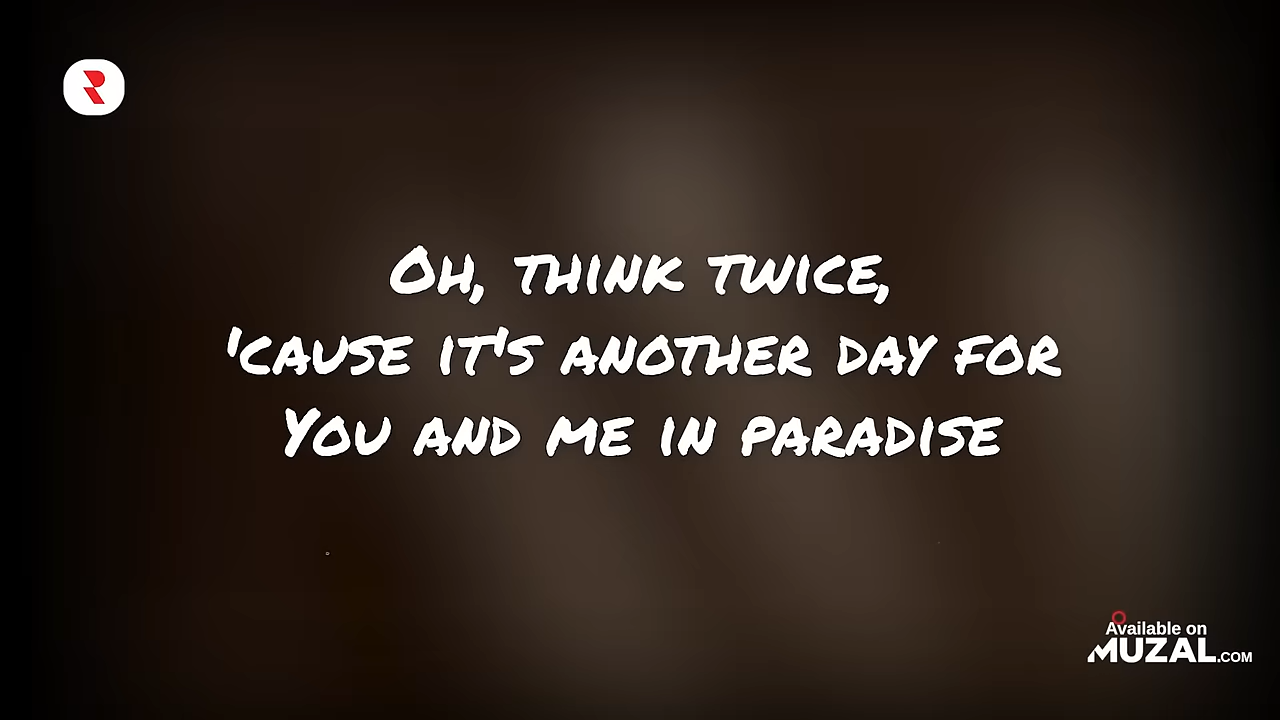 Oh, think twice,
'cause it's another day for
You and me in paradise
Available on
MUZAL.COM